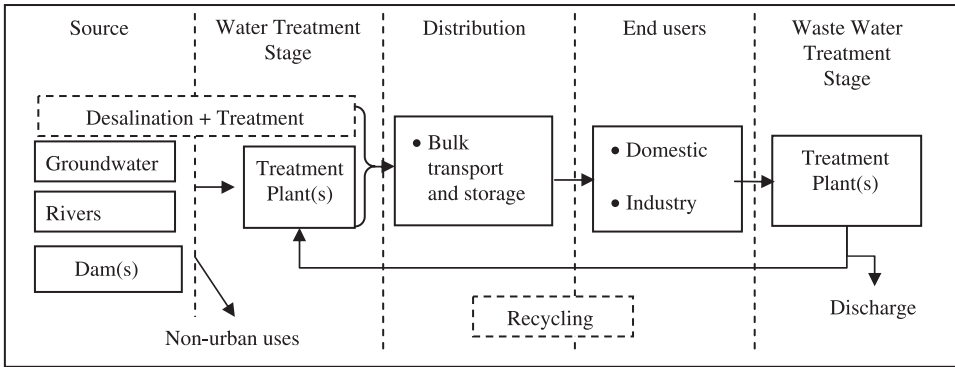 Source
Water Treatment
Stage
Distribution
End users
Waste Water
Treatment
Stage
Desalination + Treatment
Groundwater
Rivers
Dam(s)
Treatment
Plant(s)
• Bulk
transport
and storage
• Domestic
• Industry
Treatment
Plant(s)
Non-urban uses
Recycling
Discharge